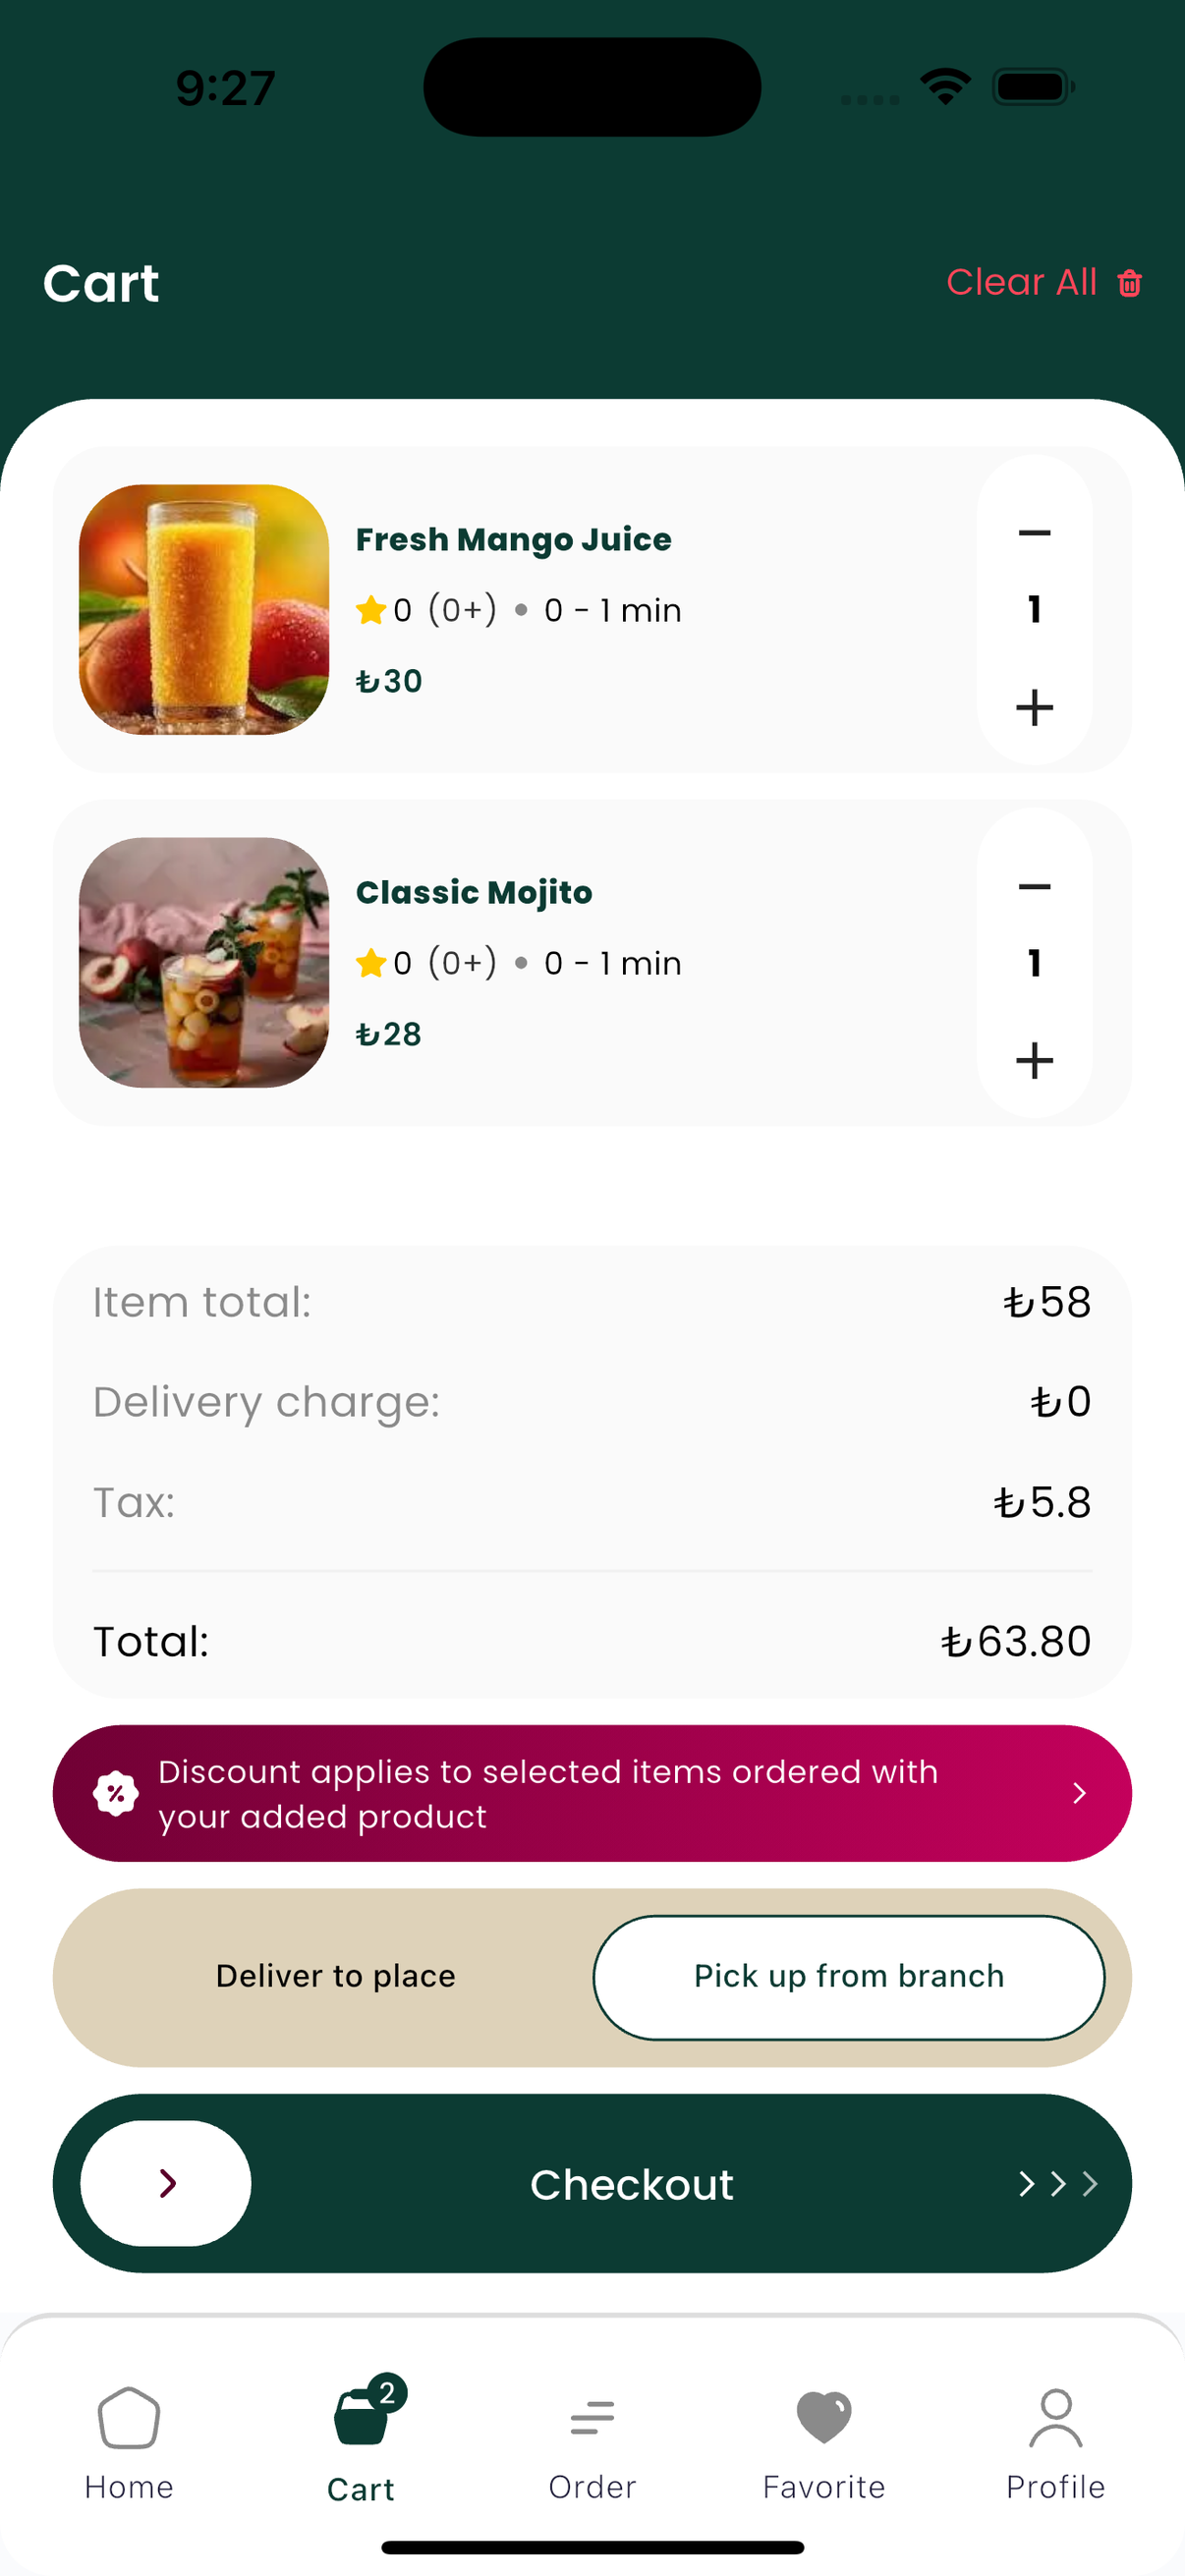 9:27
Cart
Clear All
Fresh Mango Juice
0 (0+) • 0 - 1 min
₺30
1
Classic Mojito
0 (0+) • 0 - 1 min
₺28
1
Item total: ₺58
Delivery charge: ₺0
Tax: ₺5.8
Total: ₺63.80
Discount applies to selected items ordered with
your added product
Deliver to place
Pick up from branch
Checkout
2
Home
Cart
Order
Favorite
Profile